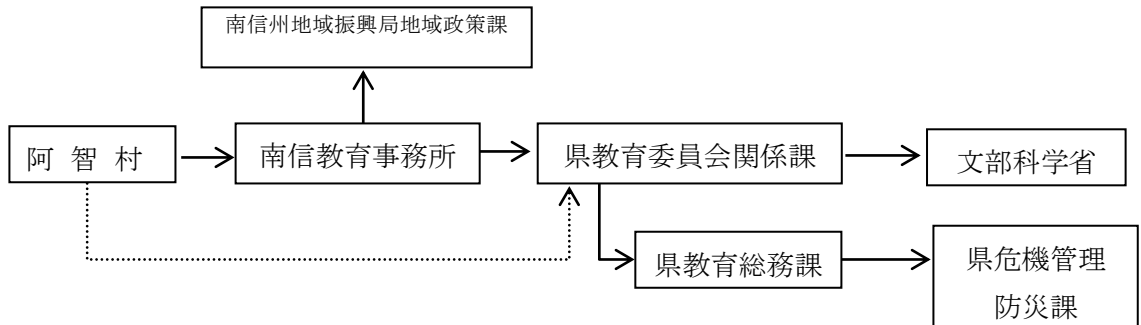 南信州地域振興局地域政策課
阿 智 村
南信教育事務所
県教育委員会関係課
文部科学省
県教育総務課
県危機管理
防災課